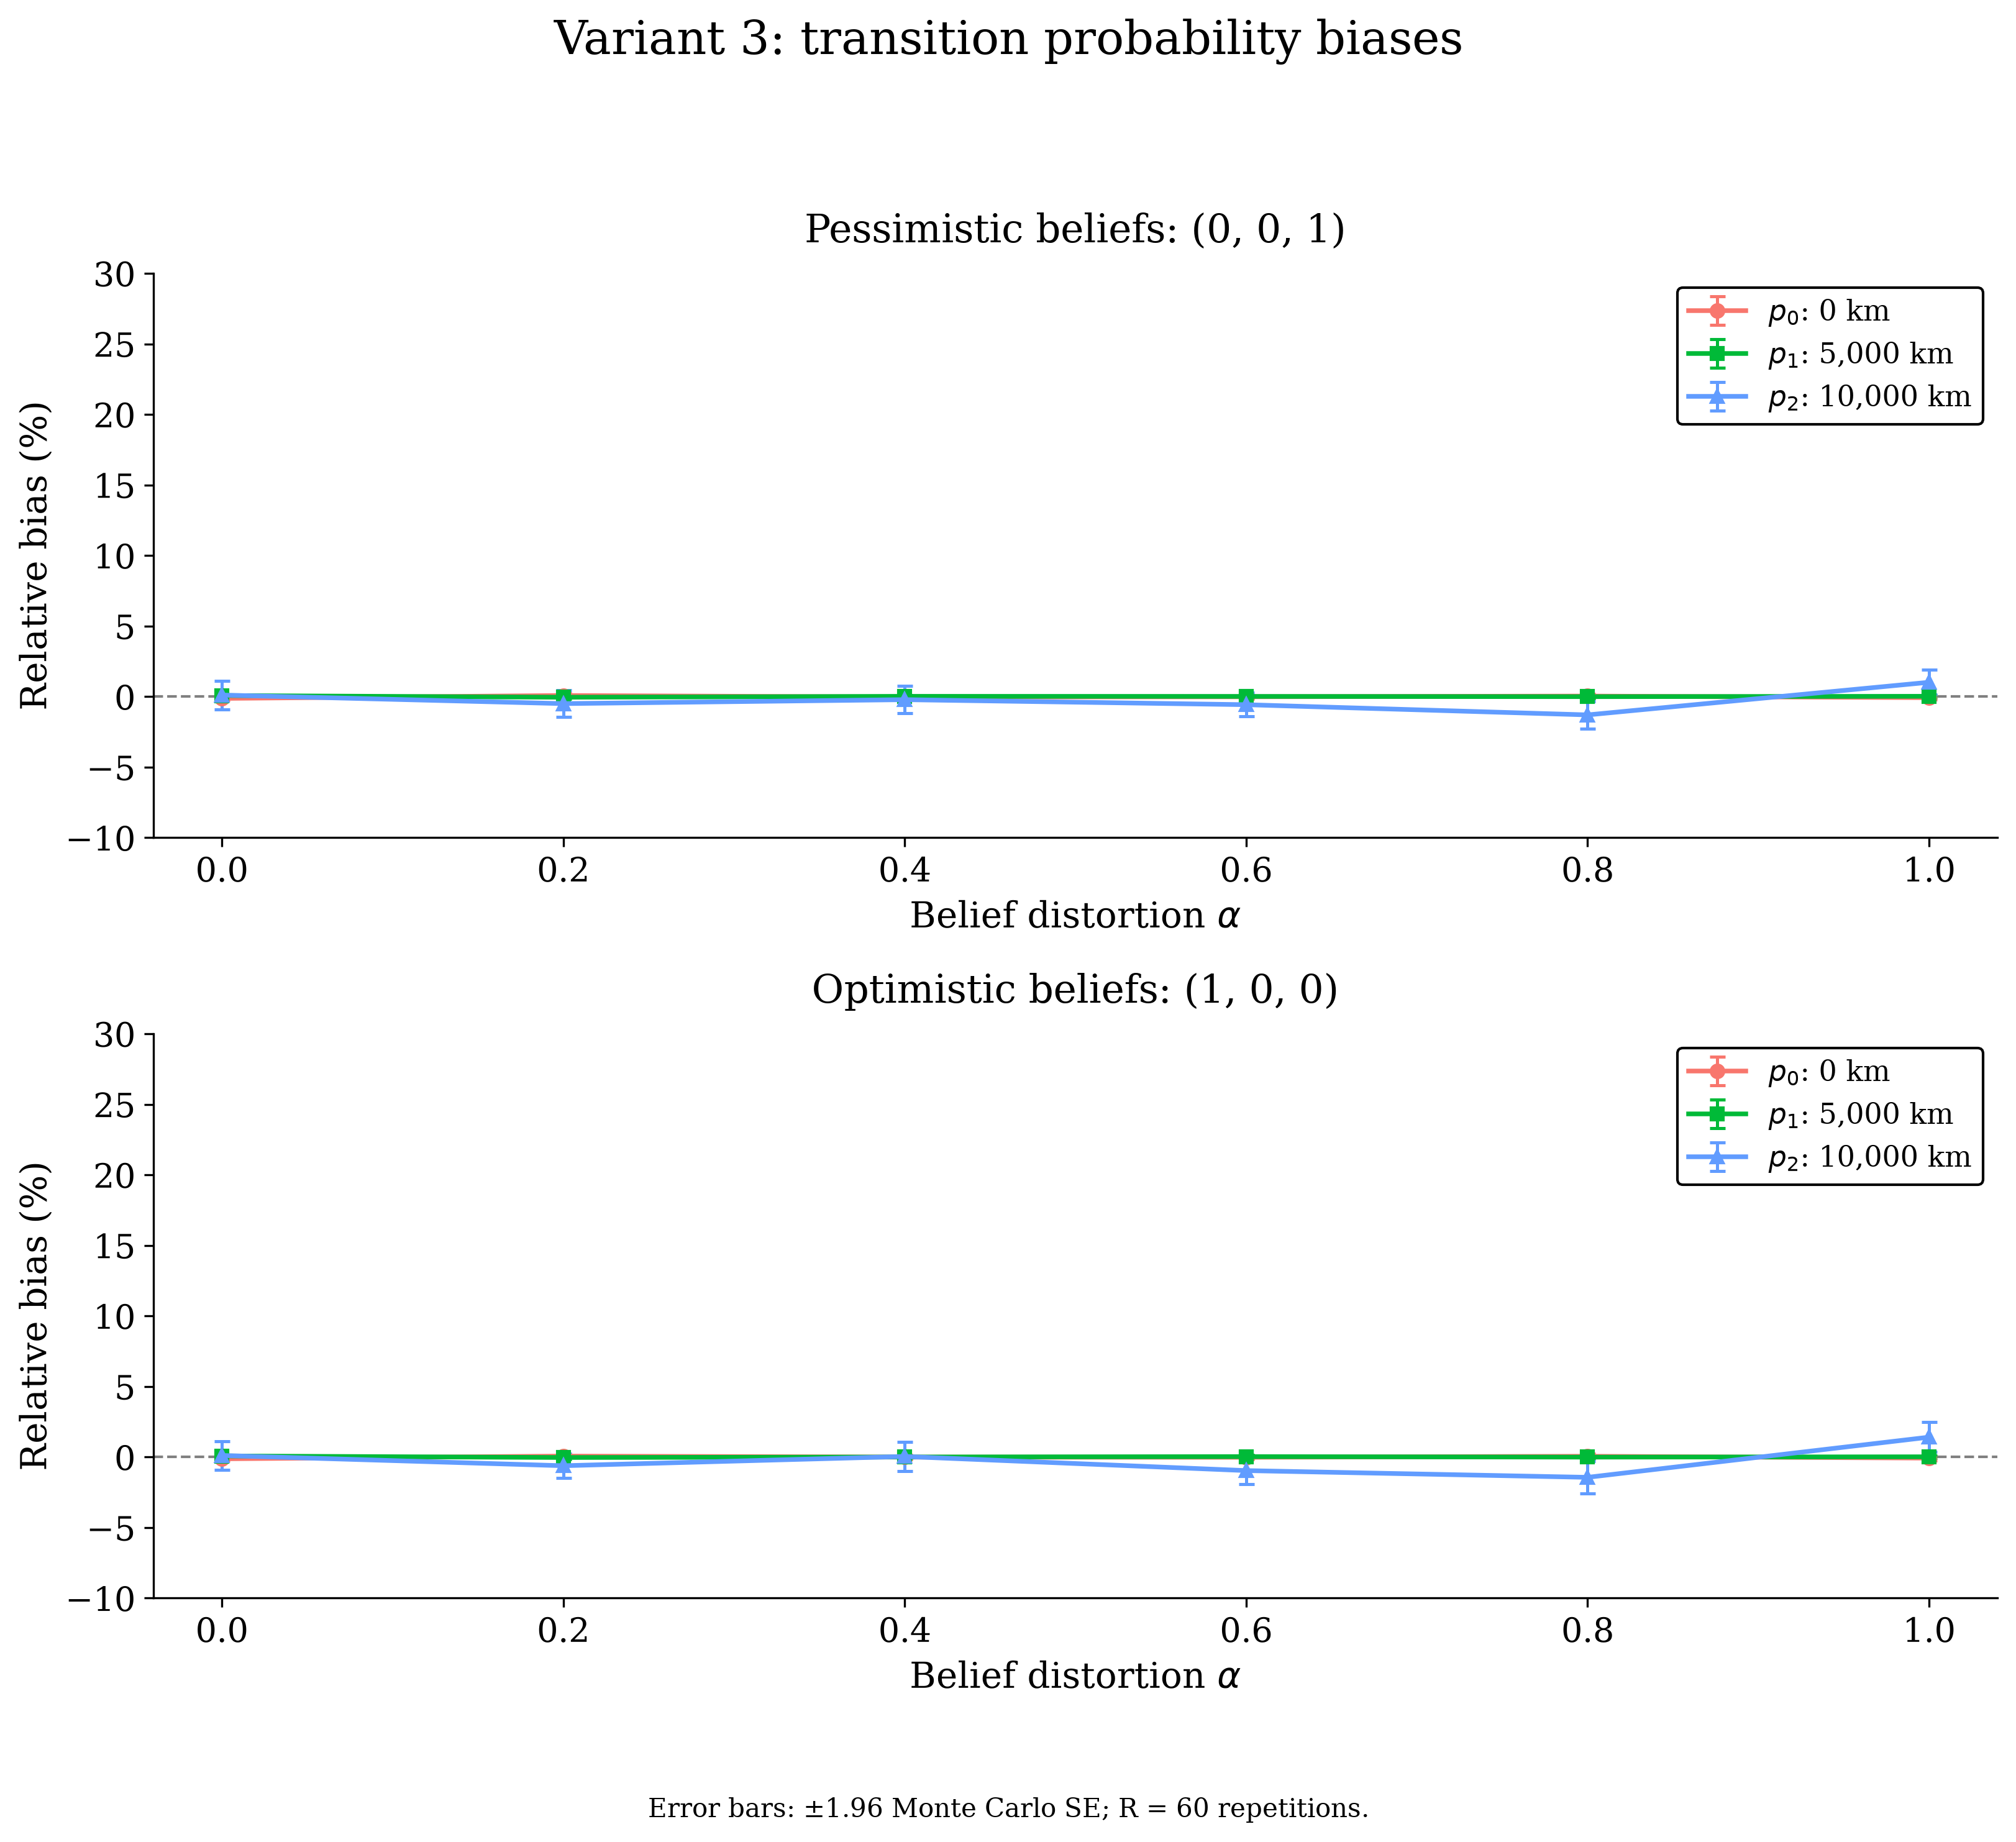 Variant 3: transition probability biases
Pessimistic beliefs: (0, 0, 1)
30
25
20
15
10
5
0
−5
−10
Relative bias (%)
p₀: 0 km
p₁: 5,000 km
p₂: 10,000 km
0.0 0.2 0.4 0.6 0.8 1.0
Belief distortion α
Optimistic beliefs: (1, 0, 0)
30
25
20
15
10
5
0
−5
−10
Relative bias (%)
p₀: 0 km
p₁: 5,000 km
p₂: 10,000 km
0.0 0.2 0.4 0.6 0.8 1.0
Belief distortion α
Error bars: ±1.96 Monte Carlo SE; R = 60 repetitions.